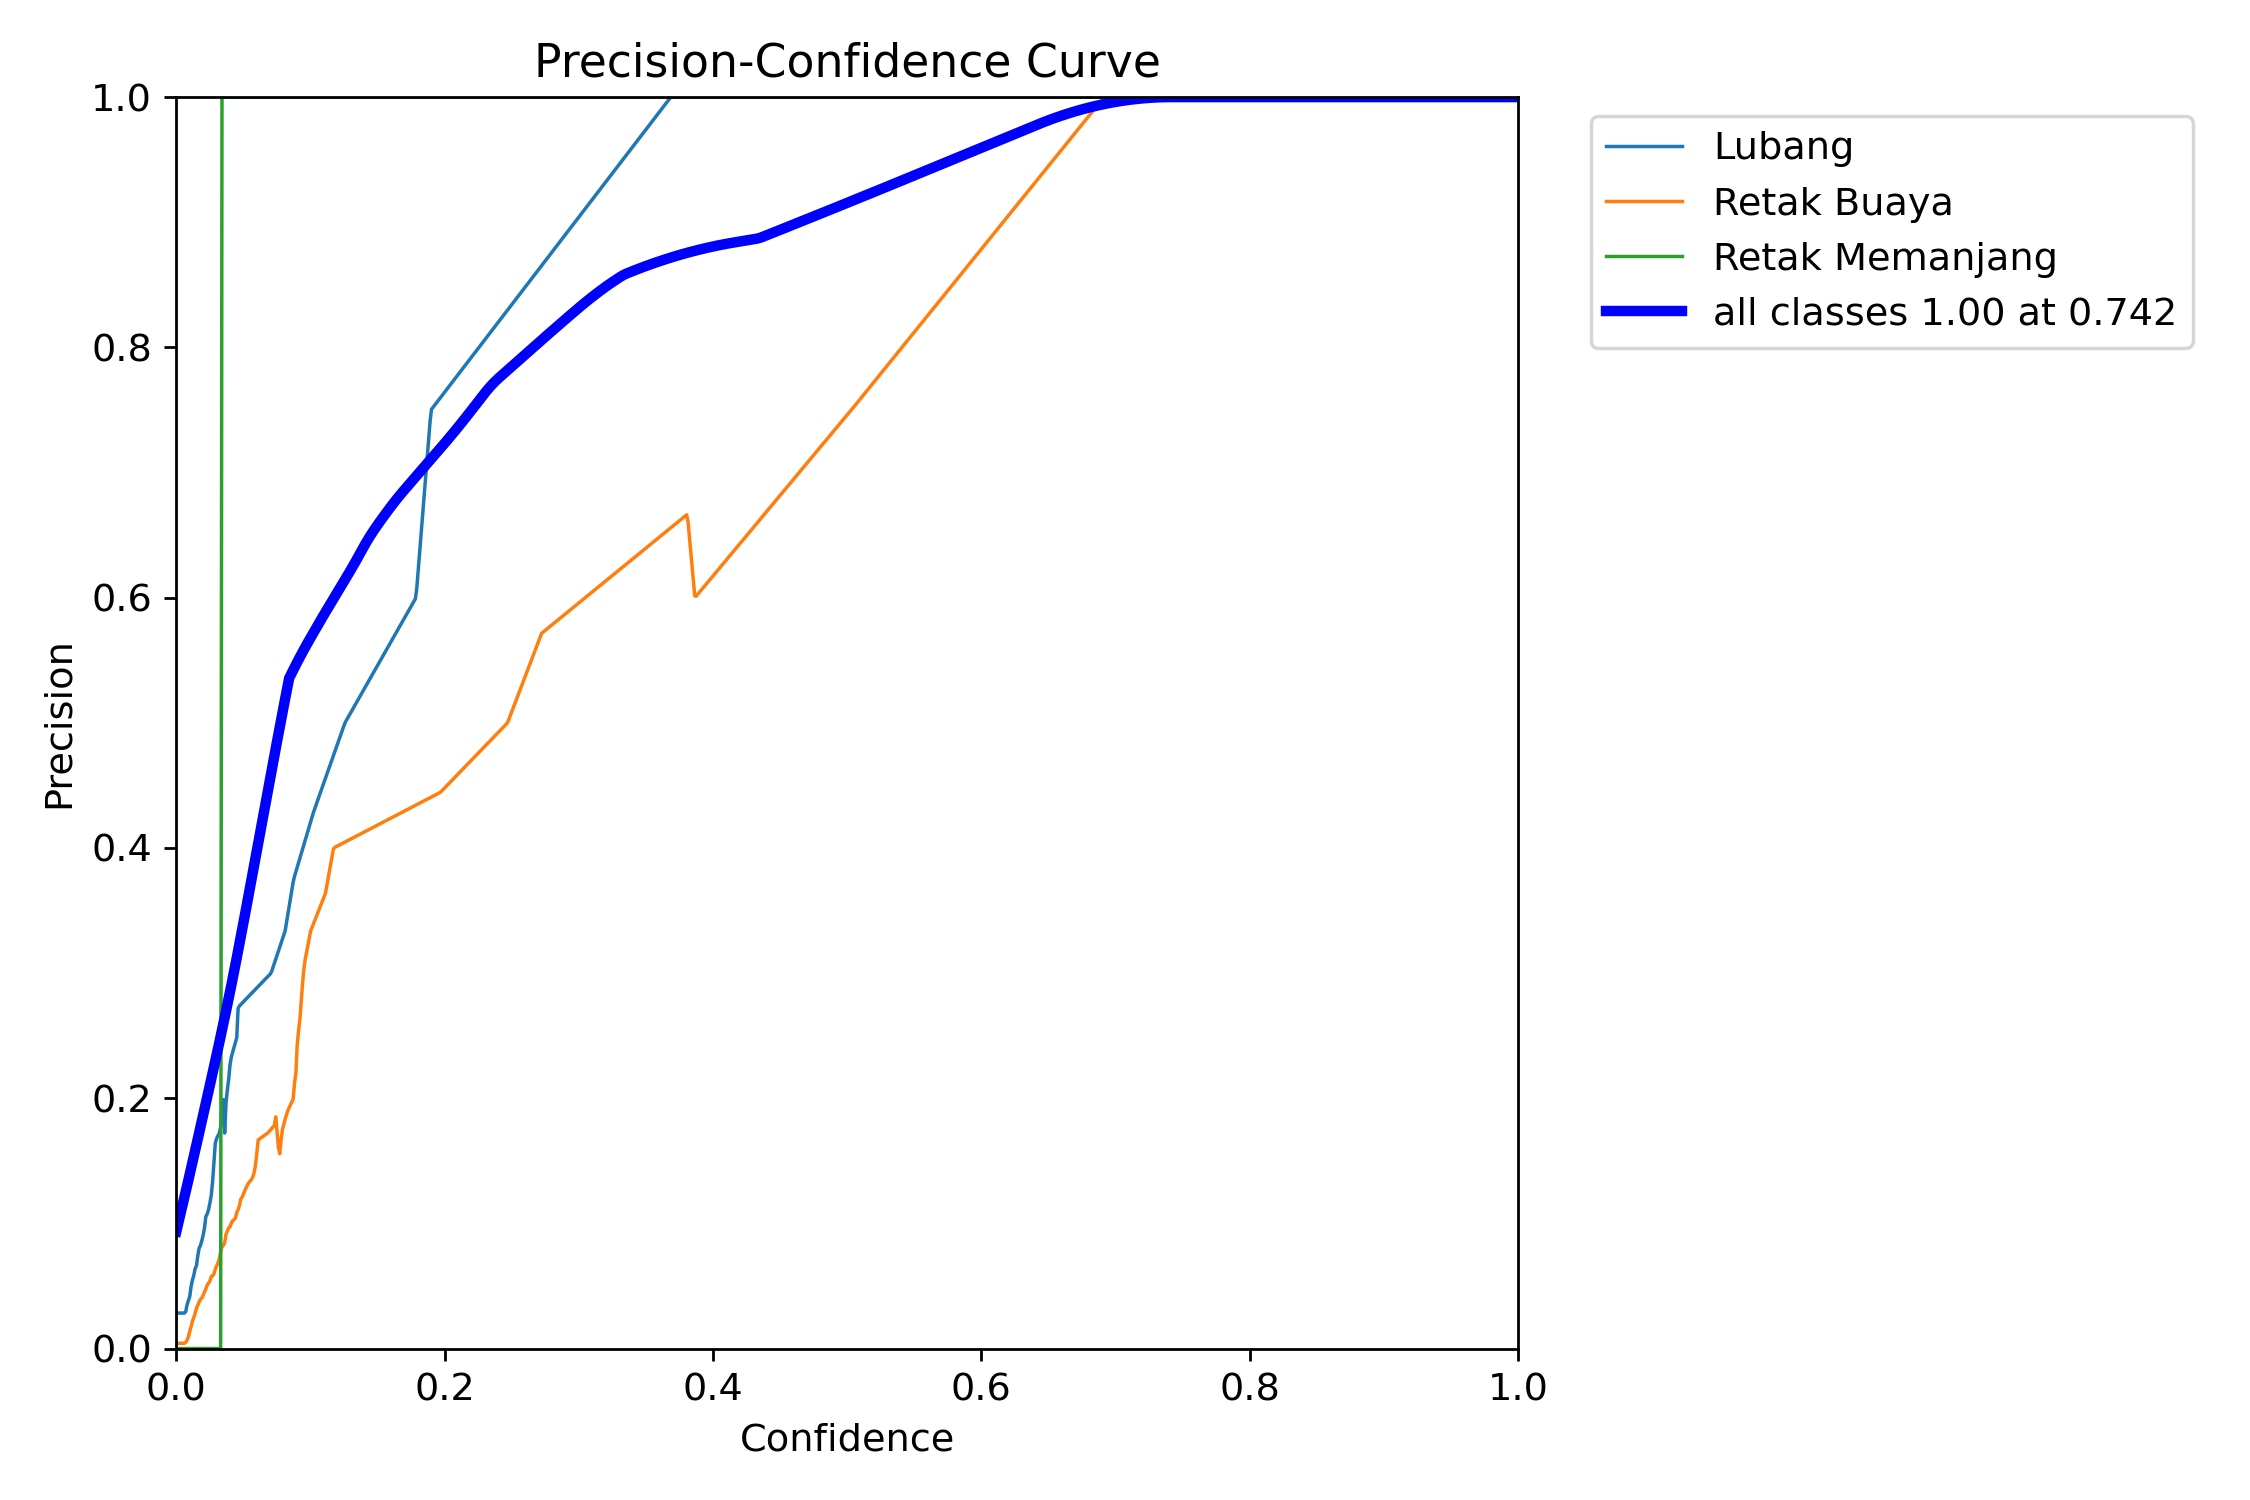 Precision-Confidence Curve
1.0
0.8
0.6
0.4
0.2
0.0
Precision
0.0 0.2 0.4 0.6 0.8 1.0
Confidence
Lubang
Retak Buaya
Retak Memanjang
all classes 1.00 at 0.742